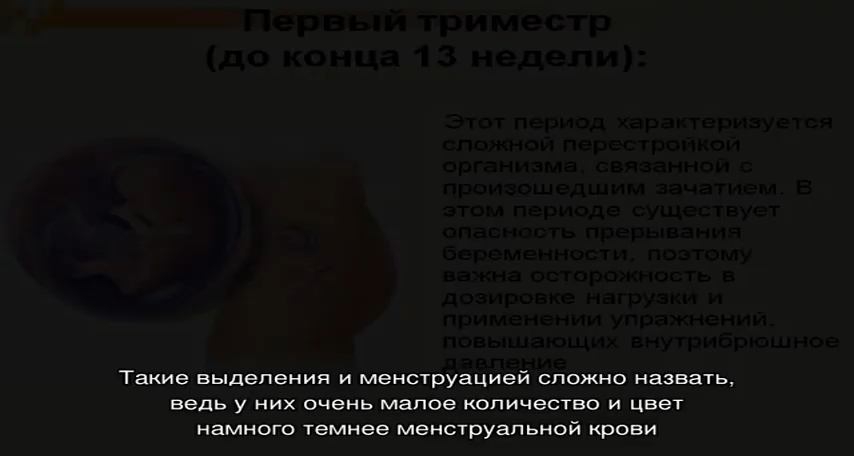 Первый триместр
(до конца 13 недели):
Этот период характеризуется
сложной перестройкой
организма, связанной с
произошедшим зачатием. В
этом периоде существует
опасность прерывания
беременности, поэтому
важна осторожность в
дозировке нагрузки и
применении упражнений,
повышающих внутрибрюшное
давление
Такие выделения и менструацией сложно назвать,
ведь у них очень малое количество и цвет
намного темнее менструальной крови